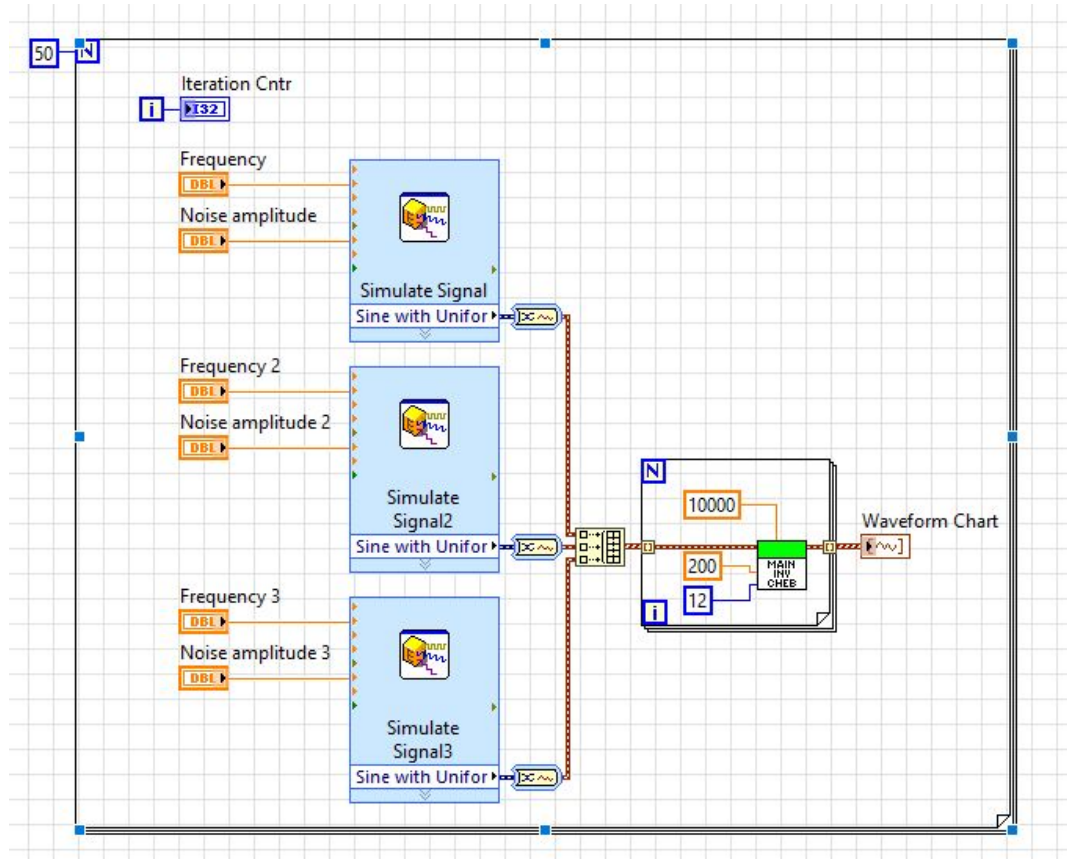 50
N
Iteration Cntr
i
I32
Frequency
DBL
Noise amplitude
DBL
Simulate Signal
Sine with Unifor
Frequency 2
DBL
Noise amplitude 2
DBL
Simulate
Signal2
Sine with Unifor
N
10000
200
12
MAIN
INV
CHEB
i
Waveform Chart
Frequency 3
DBL
Noise amplitude 3
DBL
Simulate
Signal3
Sine with Unifor